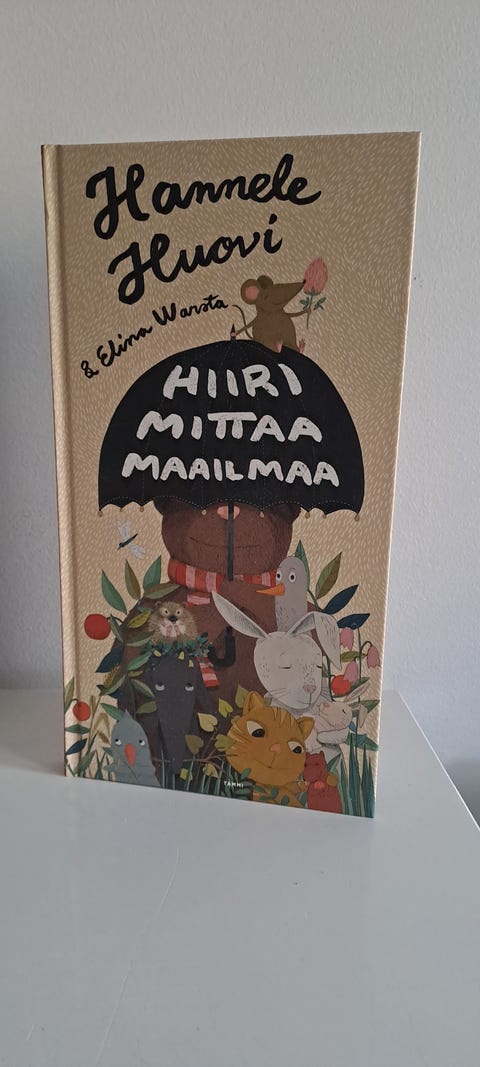 Hannele
Huovi
& Elina Warsta
HIIRI
MITTAA
MAAILMAA
TAMMI